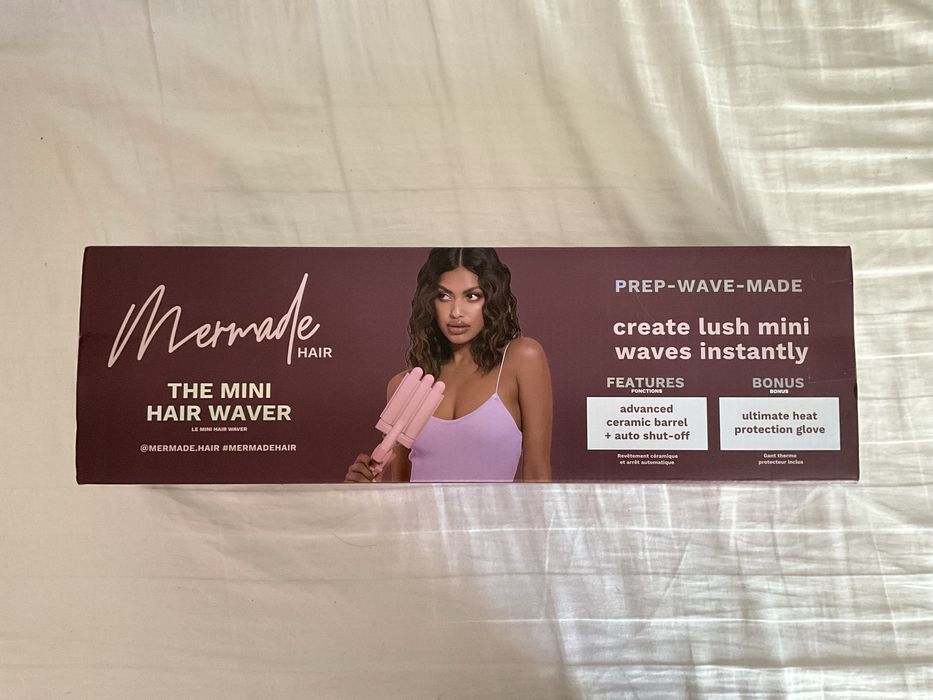 Mermade
HAIR
THE MINI
HAIR WAVER
LE MINI HAIR WAVER
@MERMADE.HAIR #MERMADEHAIR
PREP-WAVE-MADE
create lush mini
waves instantly
FEATURES
FONCTIONS
advanced
ceramic barrel
+ auto shut-off
Revêtement céramique
et arrêt automatique
BONUS
BONUS
ultimate heat
protection glove
Gant thermo
protecteur inclus